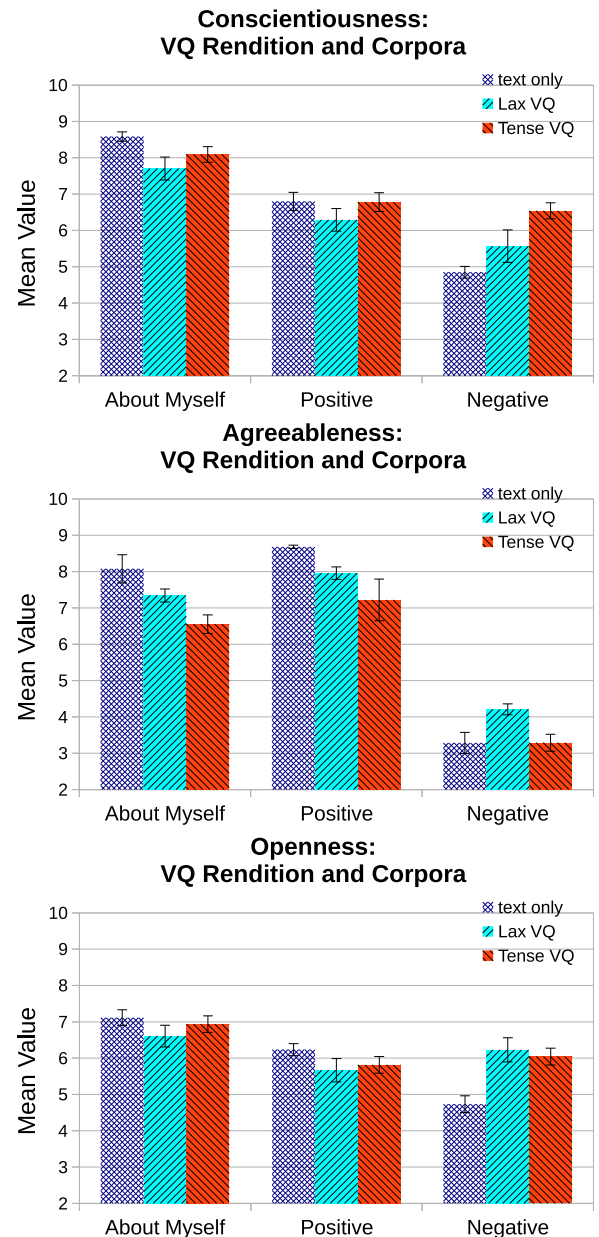 Conscientiousness:
VQ Rendition and Corpora
text only
Lax VQ
Tense VQ
Mean Value
10
9
8
7
6
5
4
3
2
About Myself
Positive
Negative
Agreeableness:
VQ Rendition and Corpora
text only
Lax VQ
Tense VQ
Mean Value
10
9
8
7
6
5
4
3
2
About Myself
Positive
Negative
Openness:
VQ Rendition and Corpora
text only
Lax VQ
Tense VQ
Mean Value
10
9
8
7
6
5
4
3
2
About Myself
Positive
Negative